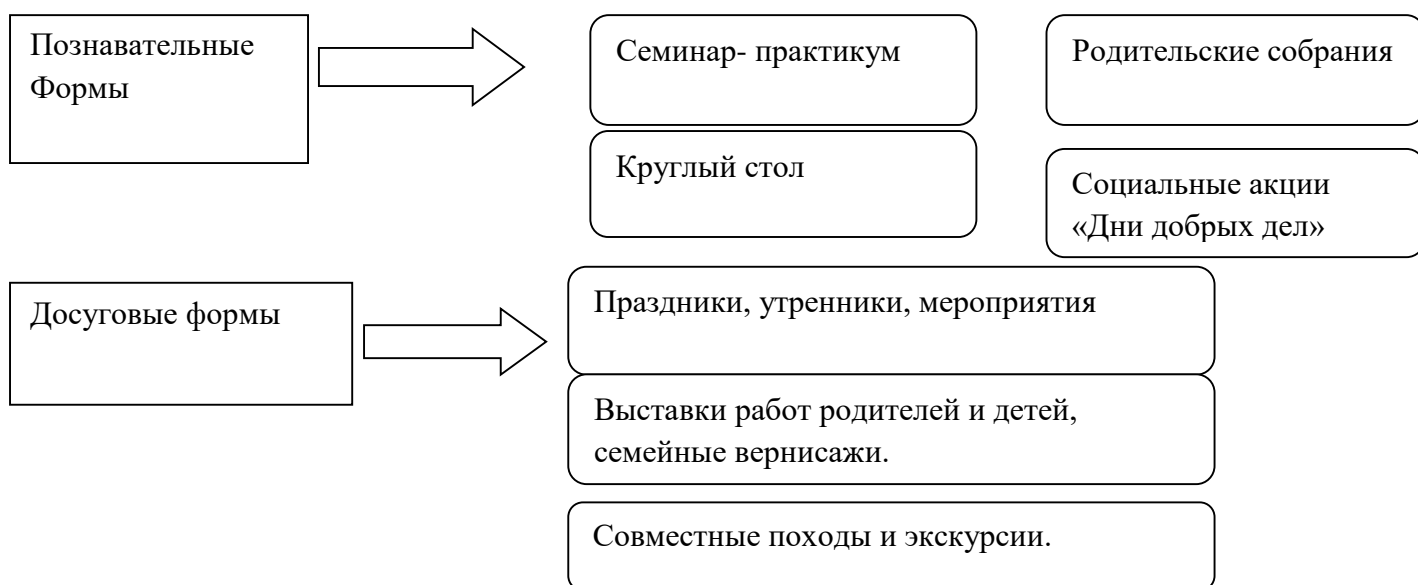 Познавательные
Формы
Семинар- практикум
Родительские собрания
Круглый стол
Социальные акции
«Дни добрых дел»
Досуговые формы
Праздники, утренники, мероприятия
Выставки работ родителей и детей,
семейные вернисажи.
Совместные походы и экскурсии.